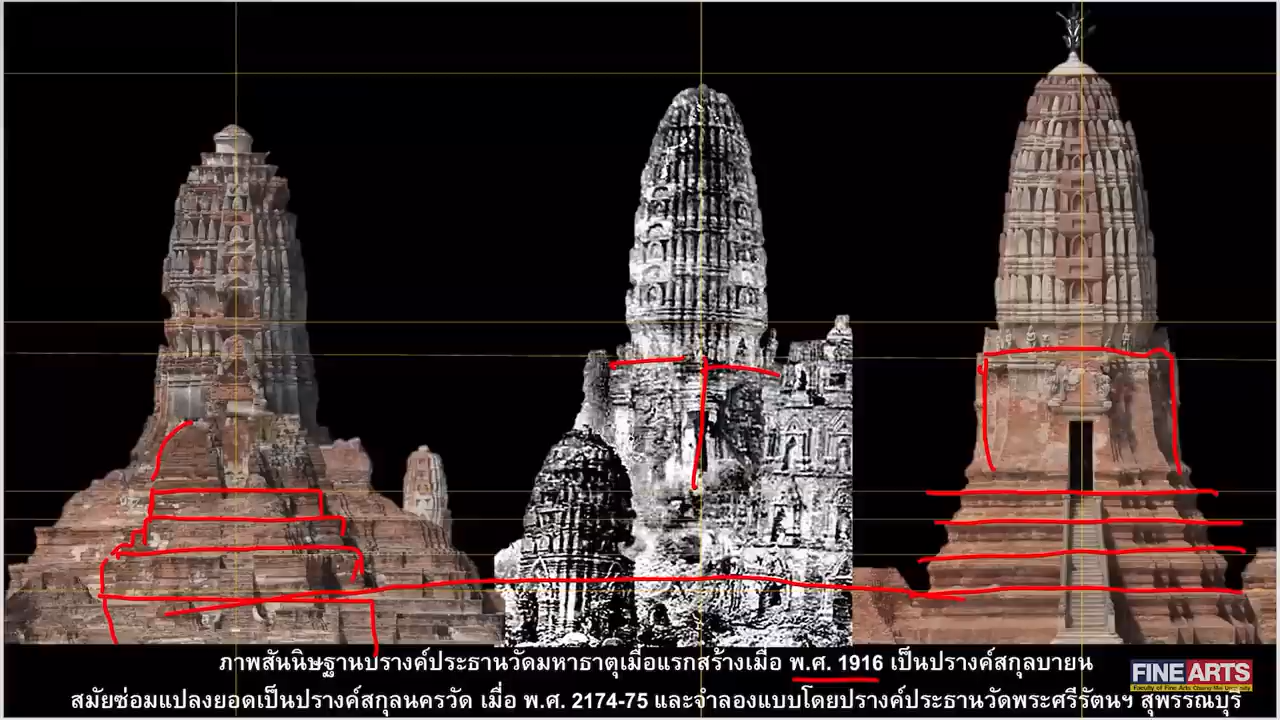 ภาพสันนิษฐานปรางค์ประธานวัดมหาธาตุเมื่อแรกสร้างเมื่อ พ.ศ. 1916 เป็นปรางค์สกุลบายน
สมัยซ่อมแปลงยอดเป็นปรางค์สกุลนครวัด เมื่อ พ.ศ. 2174-75 และจำลองแบบโดยปรางค์ประธานวัดพระศรีรัตนฯ สุพรรณบุรี
FINE ARTS
Faculty of Fine Arts Chiang Mai University